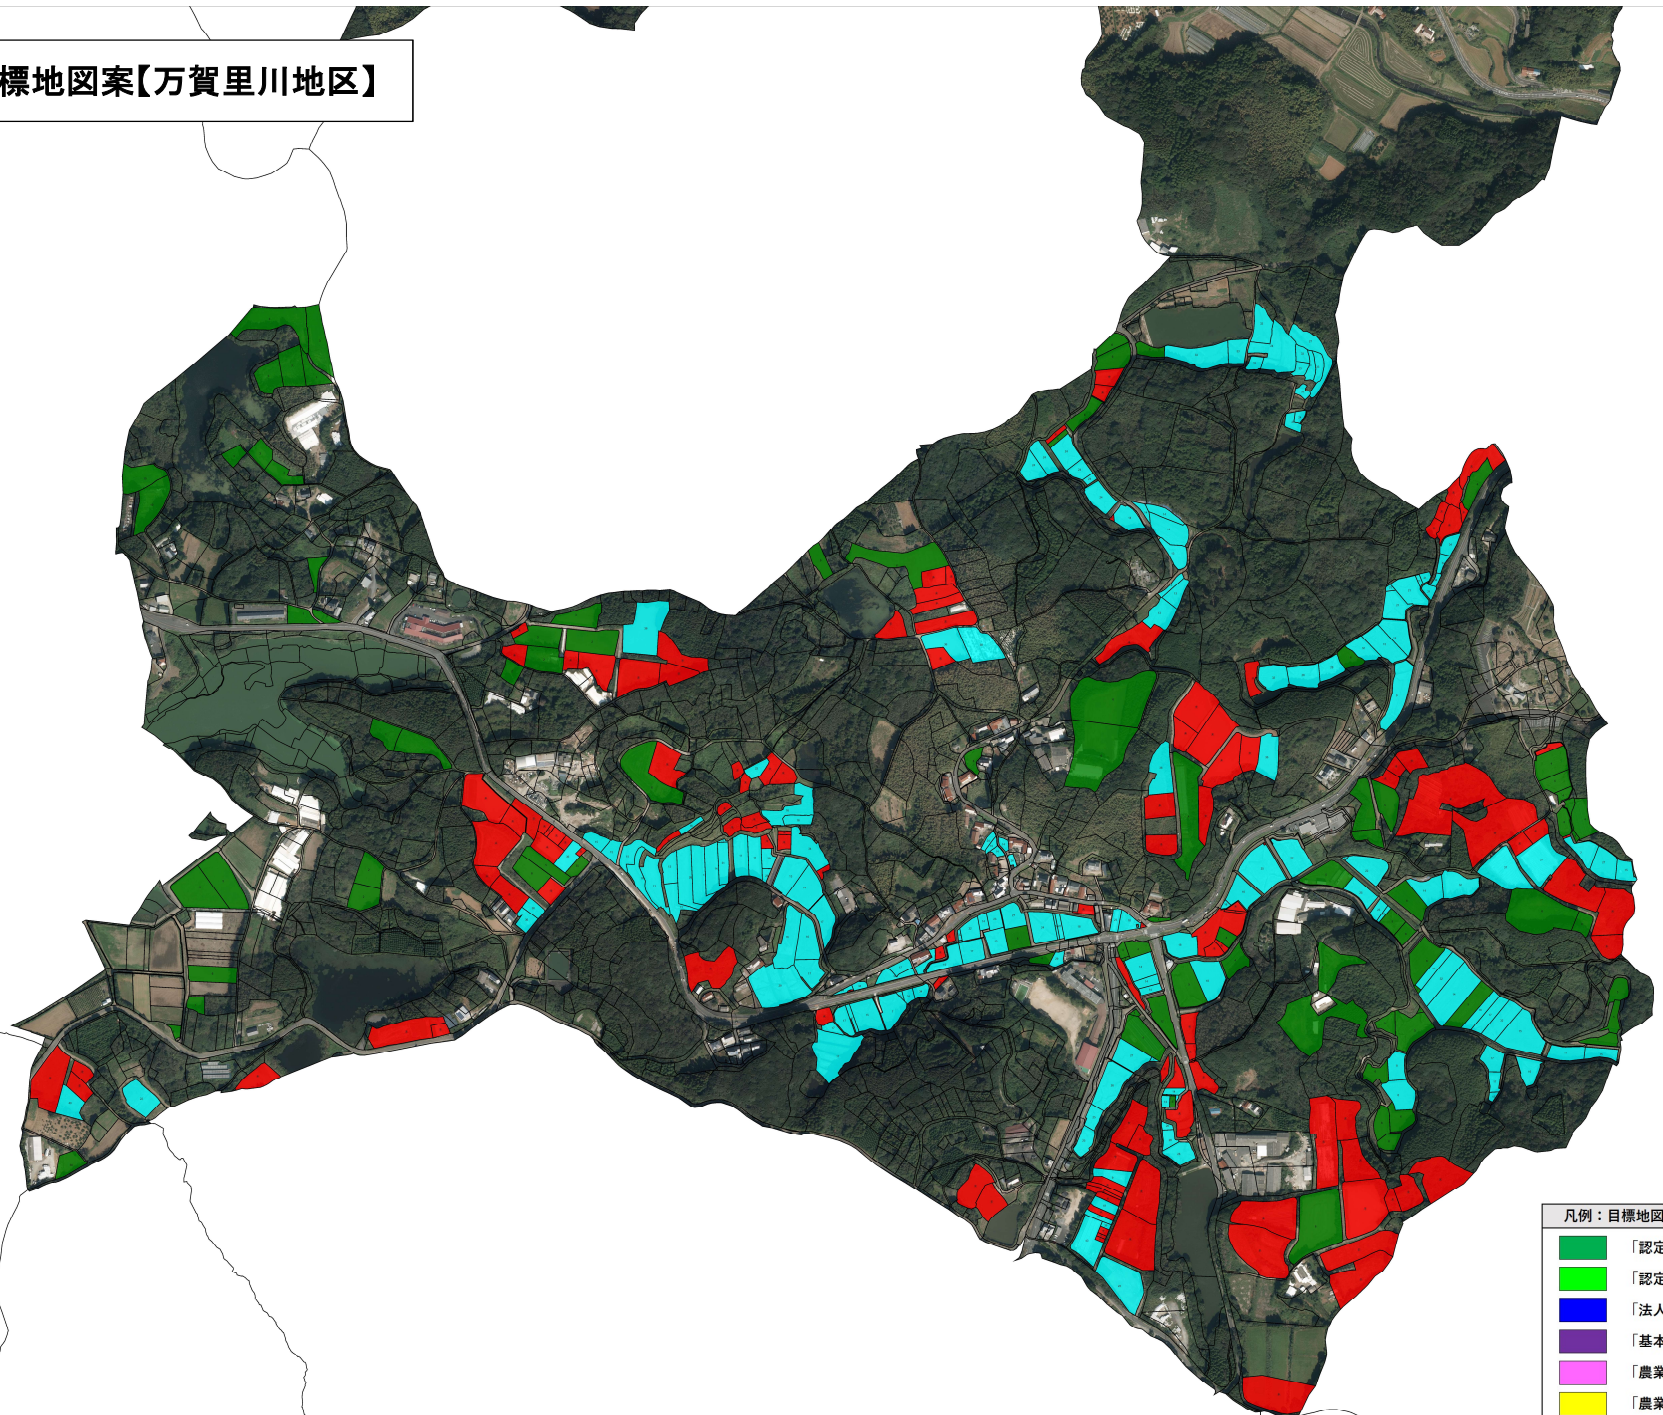 標地図案【万賀里川地区】
凡例：目標地図
「認定
「認定
「法人
「基本
「農業
「農業